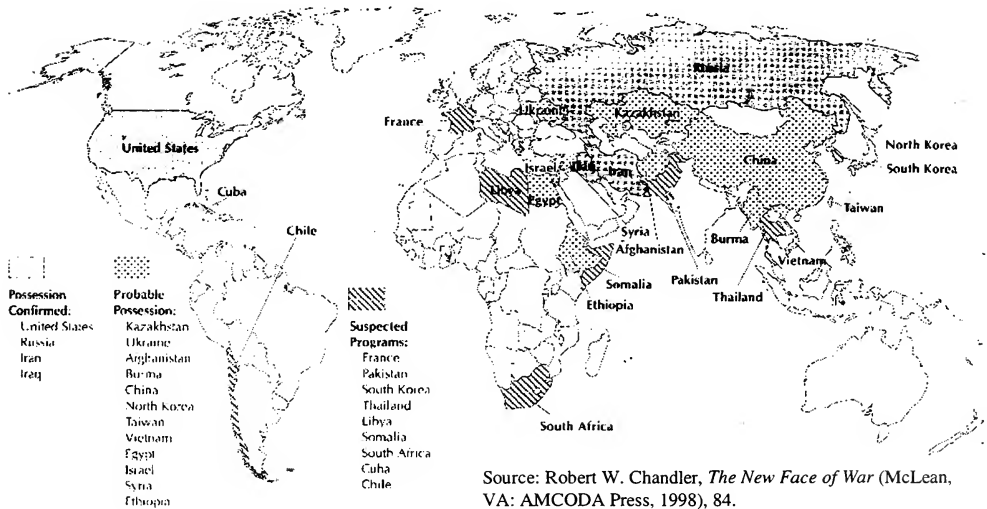 Russia
Ukraine
Kazakhstan
France
United States
North Korea
South Korea
China
Israel
Iraq
Iran
Libya
Egypt
Cuba
Taiwan
Chile
Syria
Afghanistan
Burma
Vietnam
Pakistan
Somalia
Thailand
Ethiopia
South Africa
Possession
Confirmed:
United States
Russia
Iran
Iraq
Probable
Possession:
Kazakhstan
Ukraine
Afghanistan
Burma
China
North Korea
Taiwan
Vietnam
Egypt
Israel
Syria
Ethiopia
Suspected
Programs:
France
Pakistan
South Korea
Thailand
Libya
Somalia
South Africa
Cuba
Chile
Source: Robert W. Chandler, The New Face of War (McLean,
VA: AMCODA Press, 1998), 84.